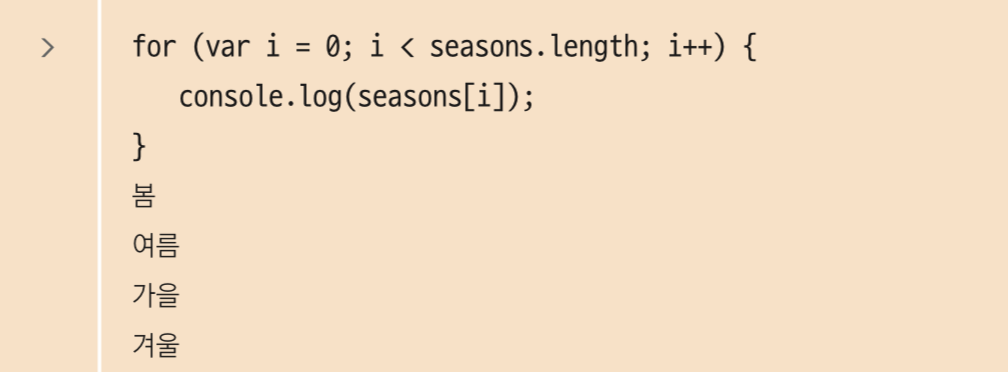 > for (var i = 0; i < seasons.length; i++) {
console.log(seasons[i]);
}
봄
여름
가을
겨울